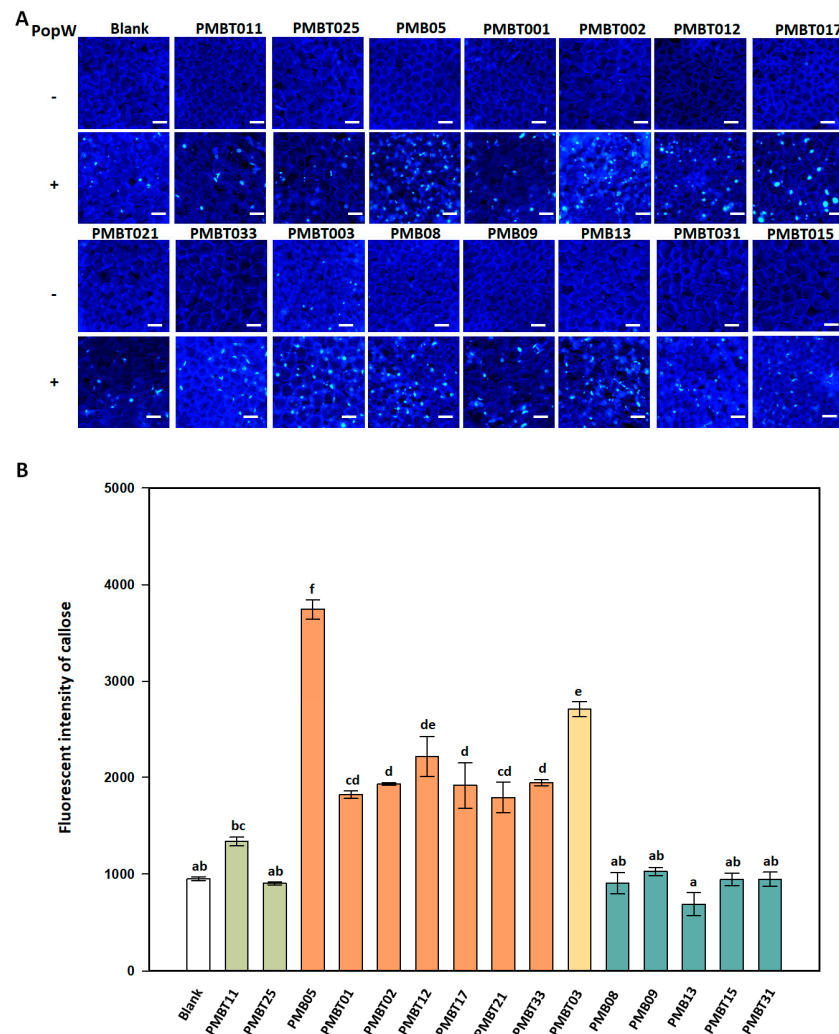 A
PopW Blank PMBT011 PMBT025 PMB05 PMBT001 PMBT002 PMBT012 PMBT017
-
+
PMBT021 PMBT033 PMBT003 PMB08 PMB09 PMB13 PMBT031 PMBT015
-
+
B
5000
4000
3000
2000
1000
0
Fluorescent intensity of callose
ab bc ab f cd d de d cd d e ab ab a ab ab
Blank PMBT11 PMBT25 PMB05 PMBT01 PMBT02 PMBT12 PMBT17 PMBT21 PMBT33 PMBT03 PMB08 PMB09 PMB13 PMBT15 PMBT31